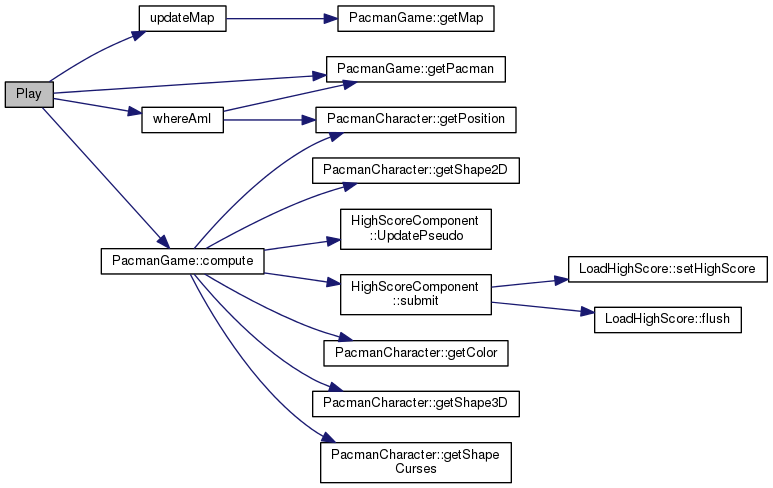 updateMap
PacmanGame::getMap
PacmanGame::getPacman
Play
whereAmI
PacmanCharacter::getPosition
PacmanCharacter::getShape2D
HighScoreComponent
::UpdatePseudo
PacmanGame::compute
LoadHighScore::setHighScore
HighScoreComponent
::submit
LoadHighScore::flush
PacmanCharacter::getColor
PacmanCharacter::getShape3D
PacmanCharacter::getShape
Curses